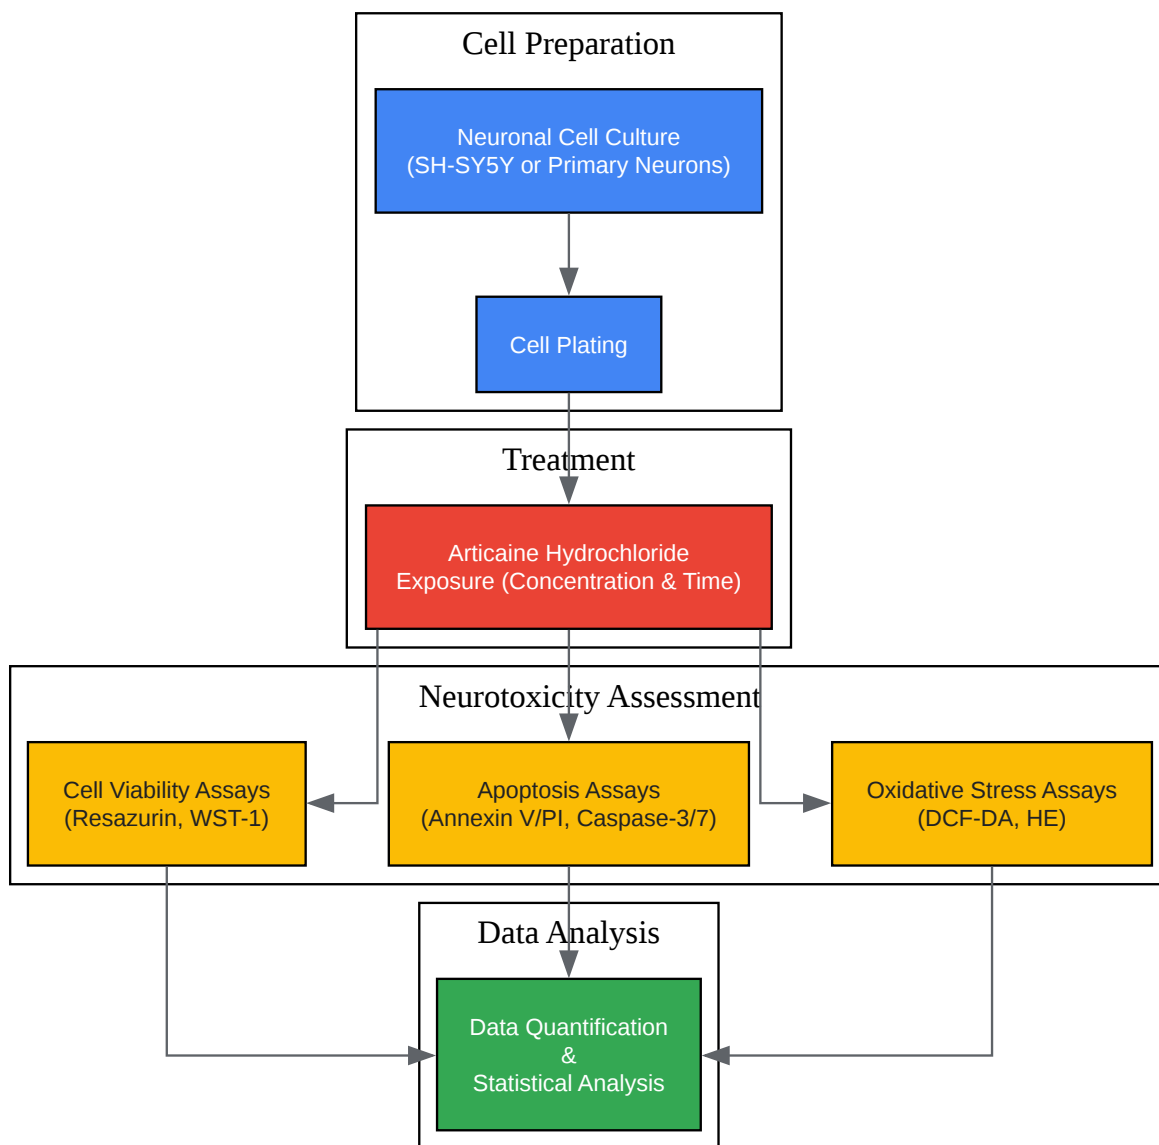 Cell Preparation
Neuronal Cell Culture
(SH-SY5Y or Primary Neurons)
Cell Plating
Treatment
Articaine Hydrochloride
Exposure (Concentration & Time)
Neurotoxicity Assessment
Cell Viability Assays
(Resazurin, WST-1)
Apoptosis Assays
(Annexin V/PI, Caspase-3/7)
Oxidative Stress Assays
(DCF-DA, HE)
Data Analysis
Data Quantification
&
Statistical Analysis